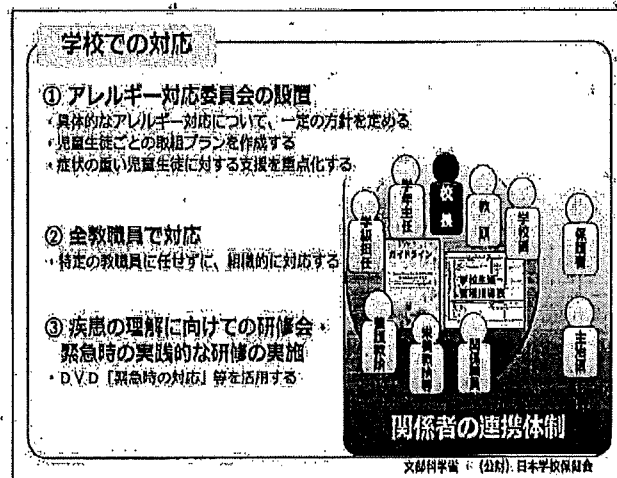 学校での対応
① アレルギー対応委員会の設置
・具体的なアレルギー対応について、一定の方針を定める
・児童生徒ごとの取組プランを作成する
・症状の重い児童生徒に対する支援を重点化する
②全教職員で対応
・特定の教職員に任せずに、組織的に対応する
③ 疾患の理解に向けての研修会・
緊急時の実践的な研修の実施
・DVD「緊急時の対応」等を活用する
学級担任
学年主任
校長
教頭
学校医
保護者
ガイドライン
養護教諭
栄養教諭等
関係職員
主治医
関係者の連携体制
文部科学省 ・(公財)日本学校保健会